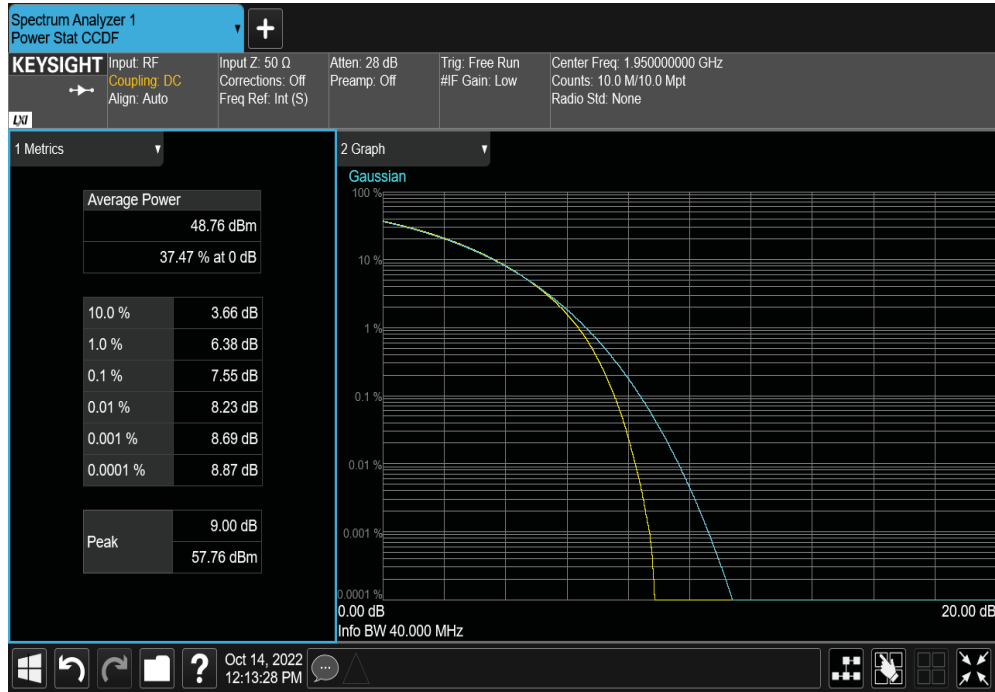 Spectrum Analyzer 1
Power Stat CCDF
+
KEYSIGHT
LXI
Input: RF
Coupling: DC
Align: Auto
Input Z: 50 Ω
Corrections: Off
Freq Ref: Int (S)
Atten: 28 dB
Preamp: Off
Trig: Free Run
#IF Gain: Low
Center Freq: 1.950000000 GHz
Counts: 10.0 M/10.0 Mpt
Radio Std: None
1 Metrics
Average Power
48.76 dBm
37.47 % at 0 dB
10.0 % 3.66 dB
1.0 % 6.38 dB
0.1 % 7.55 dB
0.01 % 8.23 dB
0.001 % 8.69 dB
0.0001 % 8.87 dB
Peak
9.00 dB
57.76 dBm
2 Graph
Gaussian
100 %
10 %
1 %
0.1 %
0.01 %
0.001 %
0.0001 %
0.00 dB 20.00 dB
Info BW 40.000 MHz
?
Oct 14, 2022
12:13:28 PM